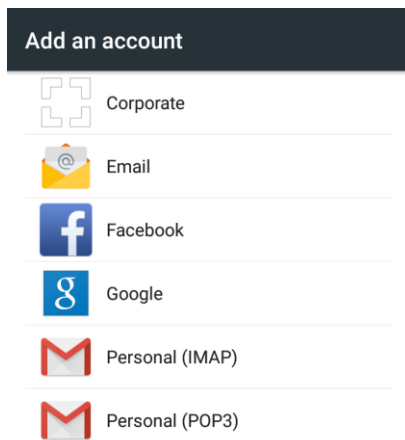 Add an account
Corporate
Email
Facebook
Google
Personal (IMAP)
Personal (POP3)